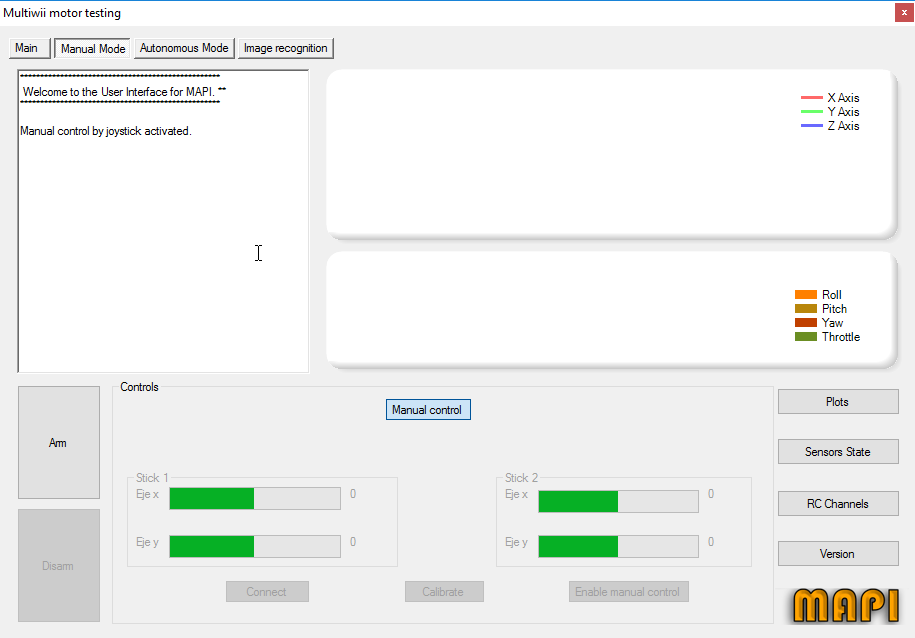 Multiwii motor testing
x
Main
Manual Mode
Autonomous Mode
Image recognition
Welcome to the User Interface for MAPI. **
Manual control by joystick activated.
X Axis
Y Axis
Z Axis
Roll
Pitch
Yaw
Throttle
Arm
Disarm
Controls
Manual control
Stick 1
Eje x
0
Eje y
0
Stick 2
Eje x
0
Eje y
0
Connect
Calibrate
Enable manual control
Plots
Sensors State
RC Channels
Version
MAPI